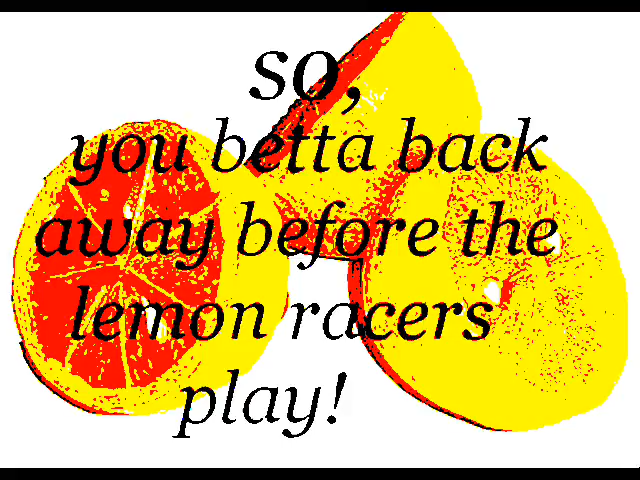 so,
you betta back
away before the
lemon racers
play!